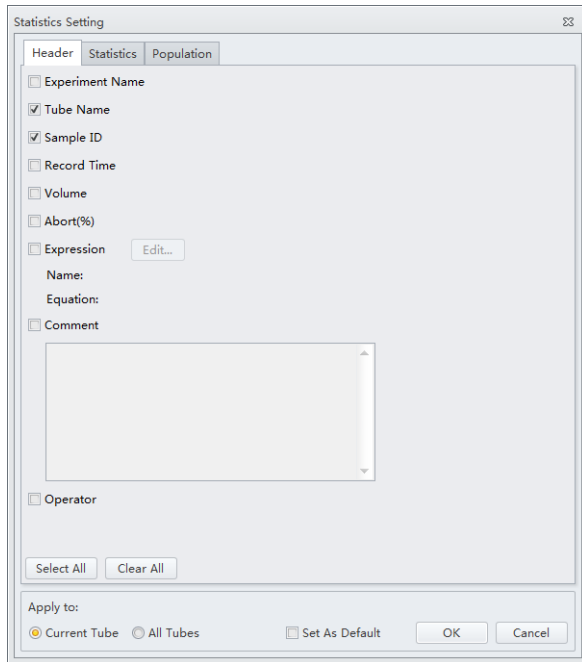 Statistics Setting
Header Statistics Population
Experiment Name
Tube Name
Sample ID
Record Time
Volume
Abort(%)
Expression Edit...
Name:
Equation:
Comment
Operator
Select All Clear All
Apply to:
Current Tube All Tubes Set As Default OK Cancel